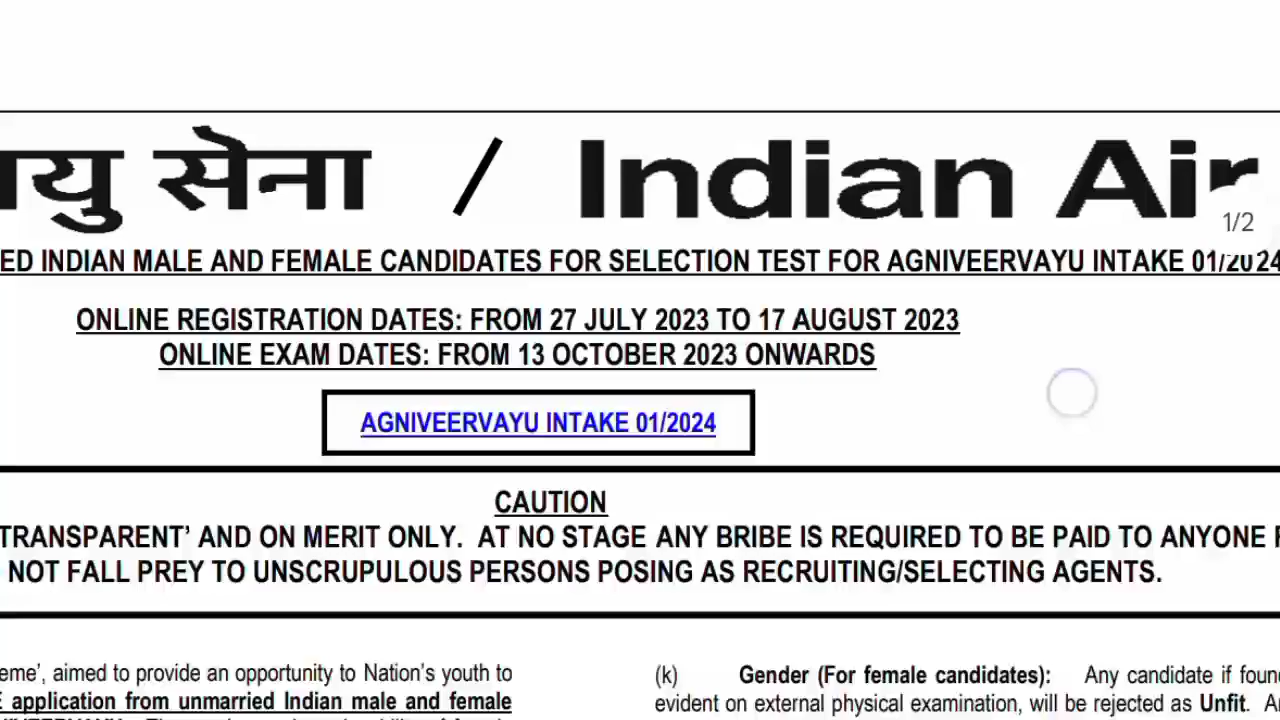 यु सेना / Indian Air
1/2
ED INDIAN MALE AND FEMALE CANDIDATES FOR SELECTION TEST FOR AGNIVEERVAYU INTAKE 01/2024
ONLINE REGISTRATION DATES: FROM 27 JULY 2023 TO 17 AUGUST 2023
ONLINE EXAM DATES: FROM 13 OCTOBER 2023 ONWARDS
AGNIVEERVAYU INTAKE 01/2024
CAUTION
TRANSPARENT’ AND ON MERIT ONLY. AT NO STAGE ANY BRIBE IS REQUIRED TO BE PAID TO ANYONE
NOT FALL PREY TO UNSCRUPULOUS PERSONS POSING AS RECRUITING/SELECTING AGENTS.
eme’, aimed to provide an opportunity to Nation’s youth to
E application from unmarried Indian male and female
(k) Gender (For female candidates): Any candidate if foun
evident on external physical examination, will be rejected as Unfit.